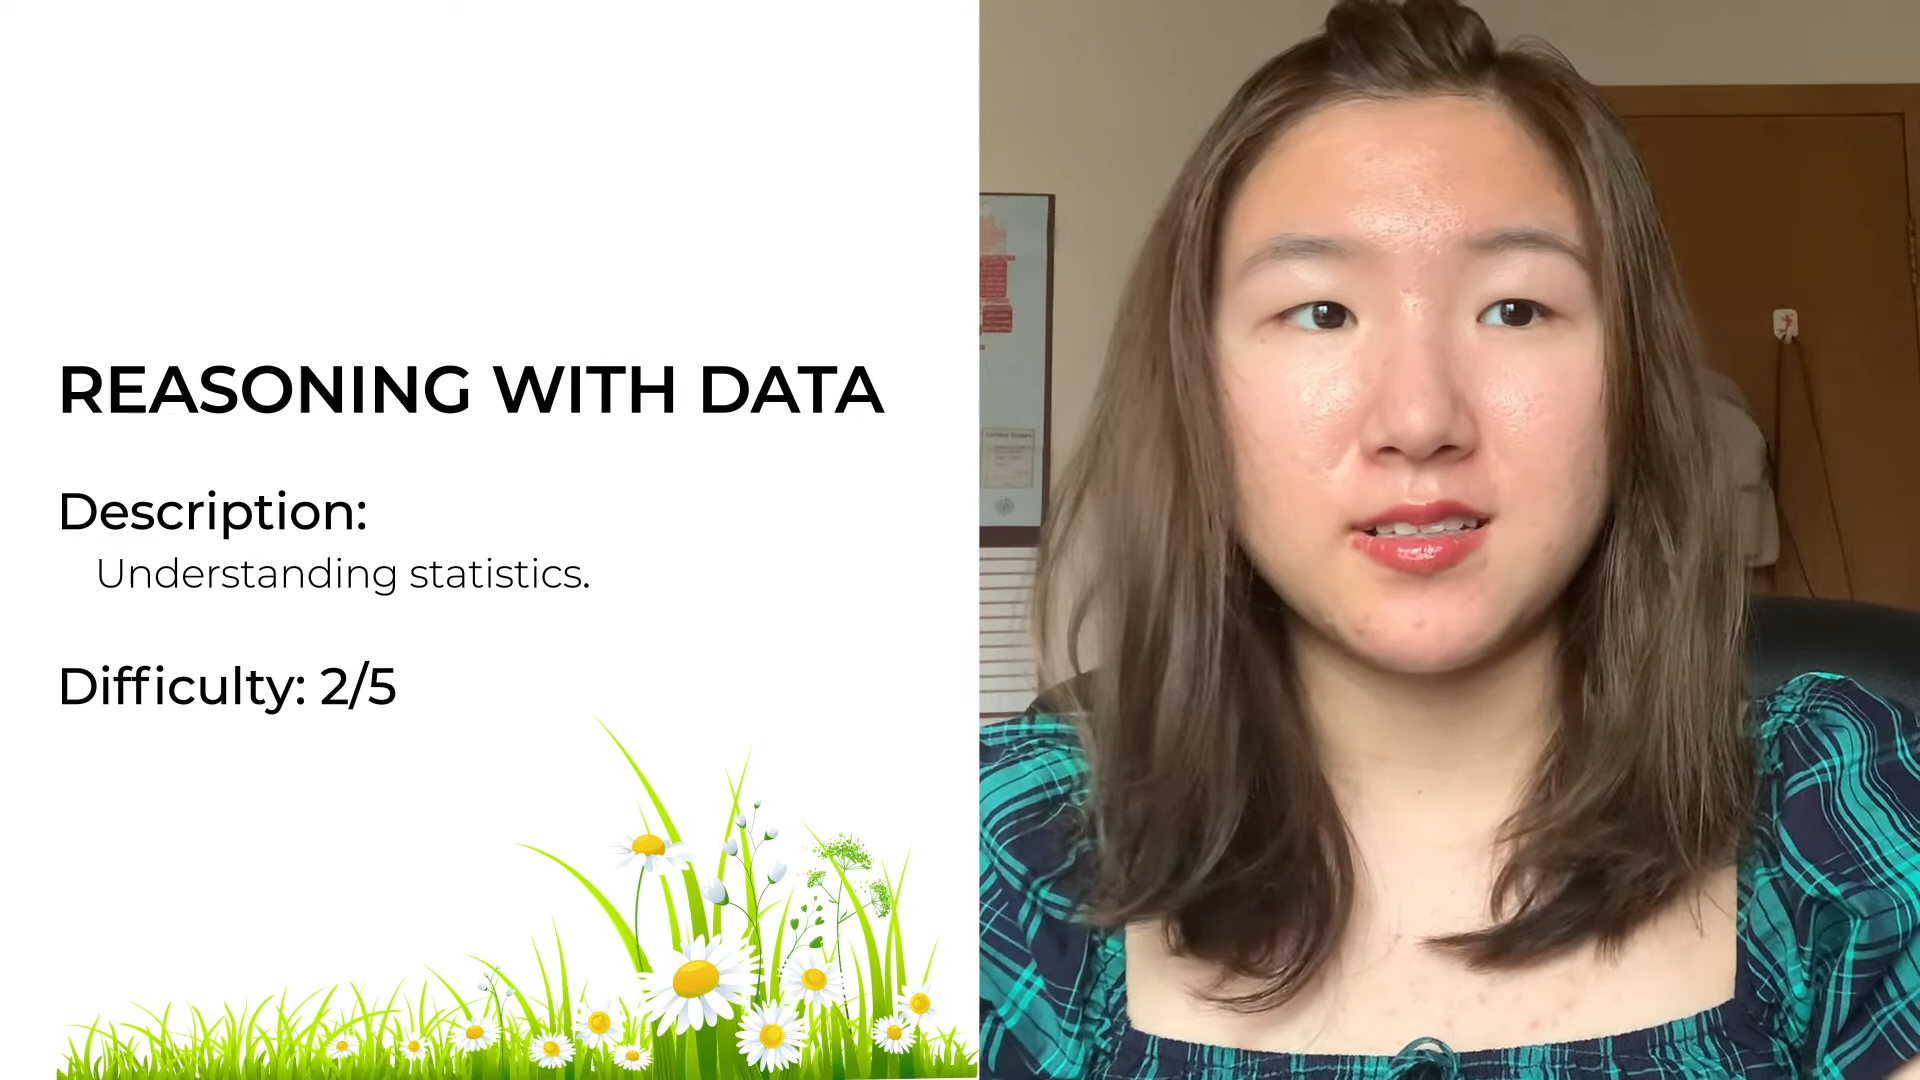 REASONING WITH DATA
Description:
Understanding statistics.
Difficulty: 2/5